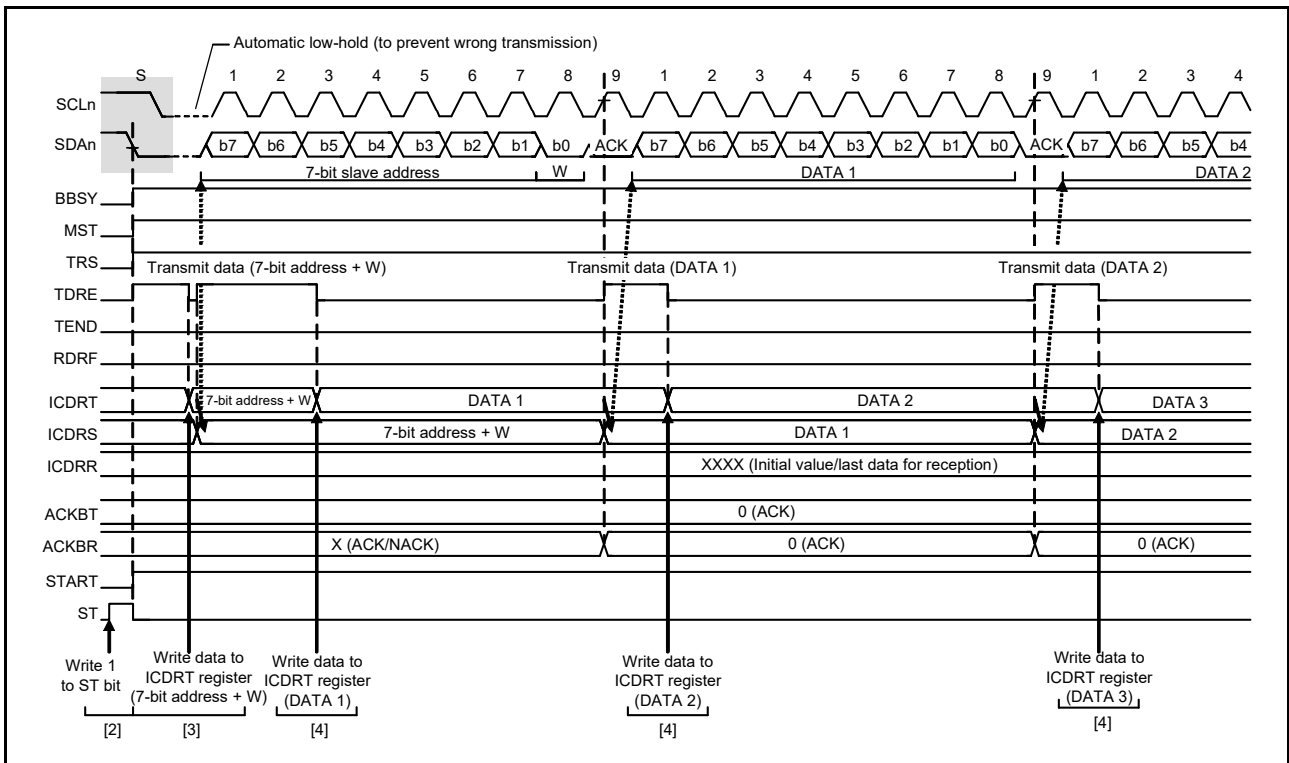 Automatic low-hold (to prevent wrong transmission)
S 1 2 3 4 5 6 7 8 9 1 2 3 4 5 6 7 8 9 1 2 3 4
SCLn
SDAn b7 b6 b5 b4 b3 b2 b1 b0 ACK b7 b6 b5 b4 b3 b2 b1 b0 ACK b7 b6 b5 b4
7-bit slave address W DATA 1 DATA 2
BBSY
MST
TRS
Transmit data (7-bit address + W) Transmit data (DATA 1) Transmit data (DATA 2)
TDRE
TEND
RDRF
ICDRT 7-bit address + W DATA 1 DATA 2 DATA 3
ICDRS 7-bit address + W DATA 1 DATA 2
ICDRR XXXX (Initial value/last data for reception)
ACKBT 0 (ACK)
ACKBR X (ACK/NACK) 0 (ACK) 0 (ACK)
START
ST
Write 1
to ST bit
[2]
Write data to
ICDRT register
(7-bit address + W)
[3]
Write data to
ICDRT register
(DATA 1)
[4]
Write data to
ICDRT register
(DATA 2)
[4]
Write data to
ICDRT register
(DATA 3)
[4]